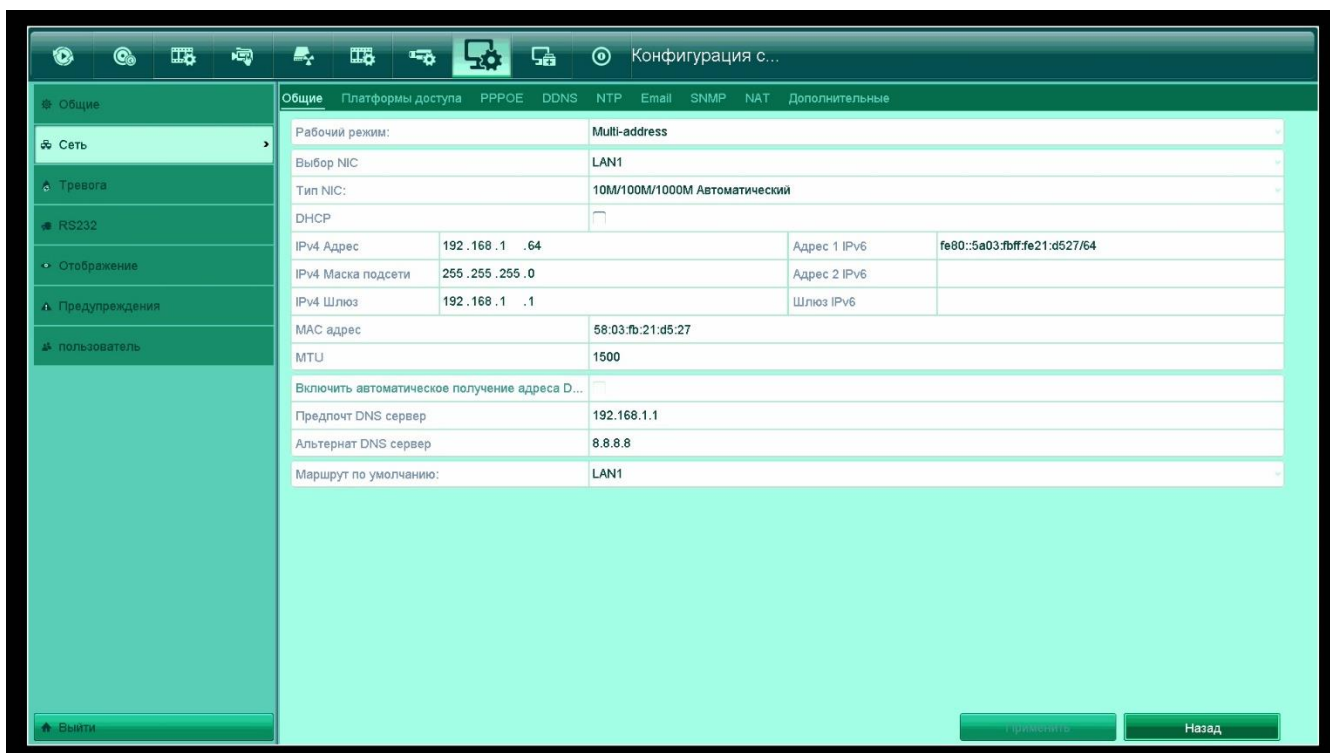 Конфигурация с...
Общие
Сеть
Тревога
RS232
Отображение
Предупреждения
пользователь
Выйти
Общие Платформы доступа PPPOE DDNS NTP Email SNMP NAT Дополнительные
Рабочий режим: Multi-address
Выбор NIC LAN1
Тип NIC: 10M/100M/1000M Автоматический
DHCP
IPv4 Адрес 192.168.1 .64 Адрес 1 IPv6 fe80::5a03:fbff:fe21:d527/64
IPv4 Маска подсети 255.255.255.0 Адрес 2 IPv6
IPv4 Шлюз 192.168.1 .1 Шлюз IPv6
MAC адрес 58:03:fb:21:d5:27
MTU 1500
Включить автоматическое получение адреса D...
Предпочт DNS сервер 192.168.1.1
Альтернат DNS сервер 8.8.8.8
Маршрут по умолчанию: LAN1
Применить Назад